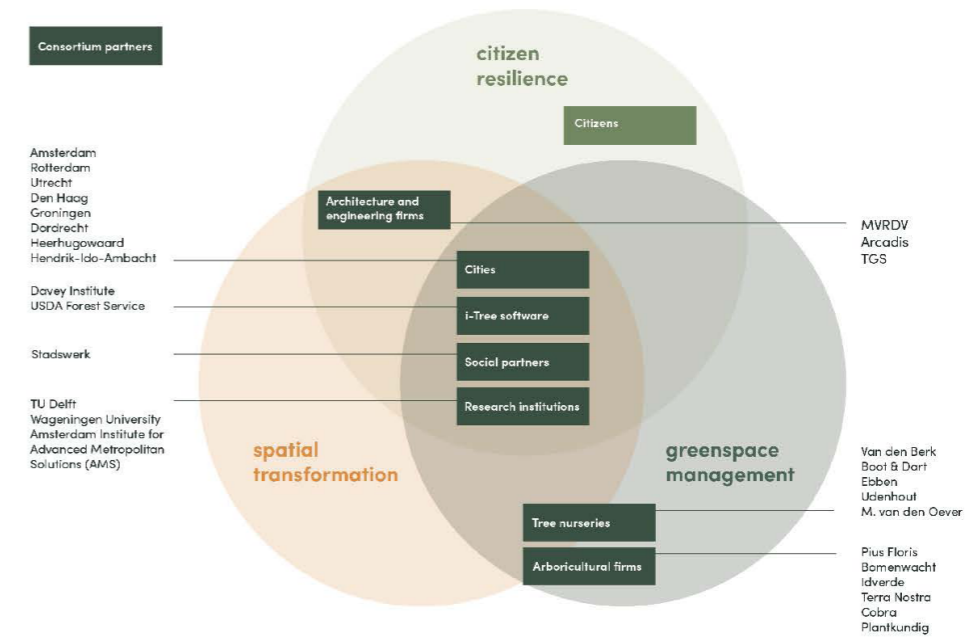 Consortium partners
citizen
resilience
Citizens
Amsterdam
Rotterdam
Utrecht
Den Haag
Groningen
Dordrecht
Heerhugowaard
Hendrik-Ido-Ambacht
Architecture and
engineering firms
MVRDV
Arcadis
TGS
Cities
Davey Institute
USDA Forest Service
i-Tree software
Stadswerk
Social partners
TU Delft
Wageningen University
Amsterdam Institute for
Advanced Metropolitan
Solutions (AMS)
Research institutions
spatial
transformation
greenspace
management
Van den Berk
Boot & Dart
Ebben
Udenhout
M. van den Oever
Tree nurseries
Arboricultural firms
Pius Floris
Bomenwacht
Idverde
Terra Nostra
Cobra
Plantkundig